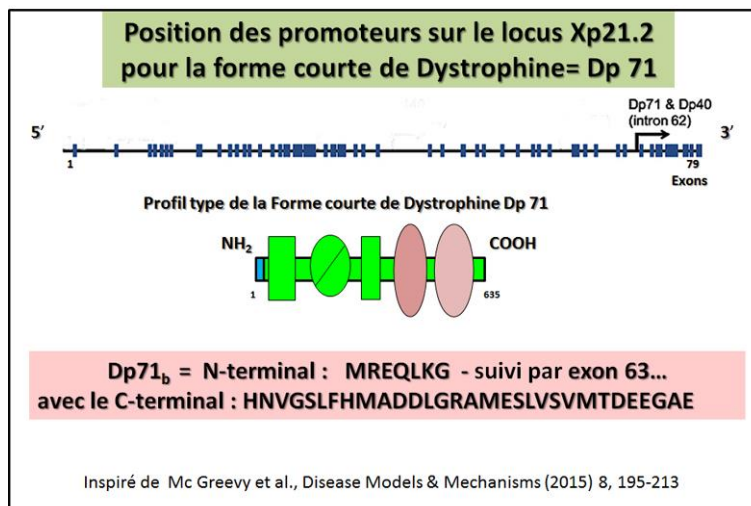 Position des promoteurs sur le locus Xp21.2
pour la forme courte de Dystrophine= Dp 71
Dp71 & Dp40
(intron 62)
5’
3’
1
79
Exons
Profil type de la Forme courte de Dystrophine Dp 71
NH2
COOH
1
635
Dp71b = N-terminal : MREQLKG - suivi par exon 63...
avec le C-terminal : HNVGSLFHMADDLGRAMESLVSVMTDEEGAE
Inspiré de Mc Greevy et al., Disease Models & Mechanisms (2015) 8, 195-213